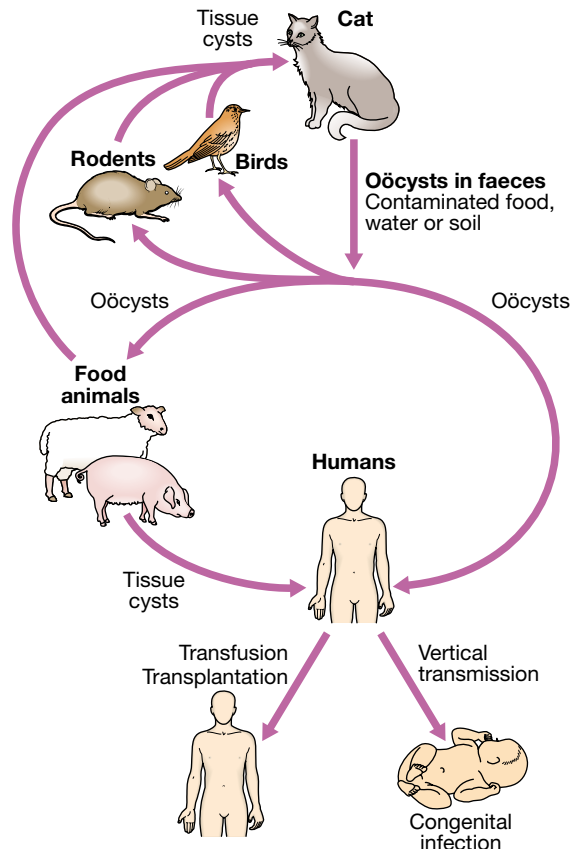 Tissue
cysts
Cat
Rodents
Birds
Oöcysts in faeces
Contaminated food,
water or soil
Oöcysts
Oöcysts
Food
animals
Humans
Tissue
cysts
Transfusion
Transplantation
Vertical
transmission
Congenital
infection